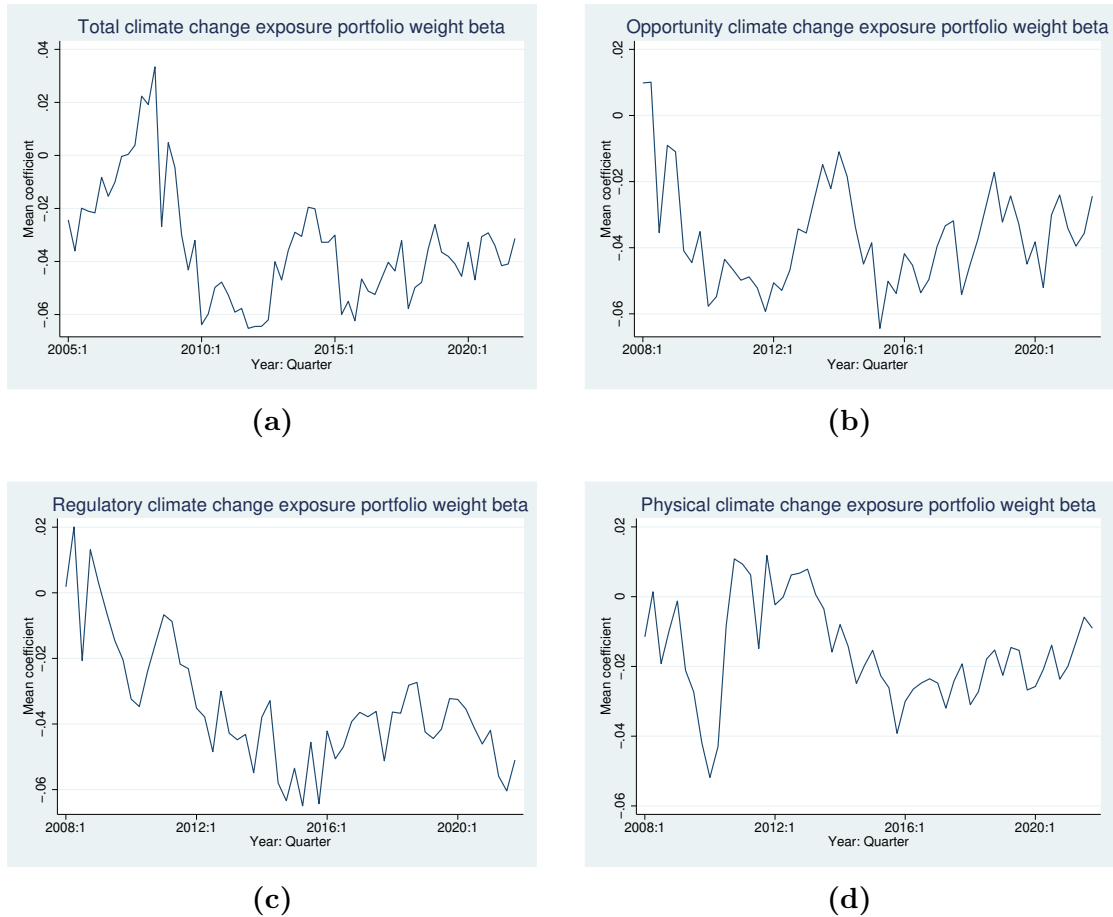 Total climate change exposure portfolio weight beta
Mean coefficient
.04
.02
0
-.02
-.04
-.06
2005:1 2010:1 2015:1 2020:1
Year: Quarter
(a)
Opportunity climate change exposure portfolio weight beta
Mean coefficient
.02
0
-.02
-.04
-.06
2008:1 2012:1 2016:1 2020:1
Year: Quarter
(b)
Regulatory climate change exposure portfolio weight beta
Mean coefficient
.02
0
-.02
-.04
-.06
2008:1 2012:1 2016:1 2020:1
Year: Quarter
(c)
Physical climate change exposure portfolio weight beta
Mean coefficient
.02
0
-.02
-.04
-.06
2008:1 2012:1 2016:1 2020:1
Year: Quarter
(d)